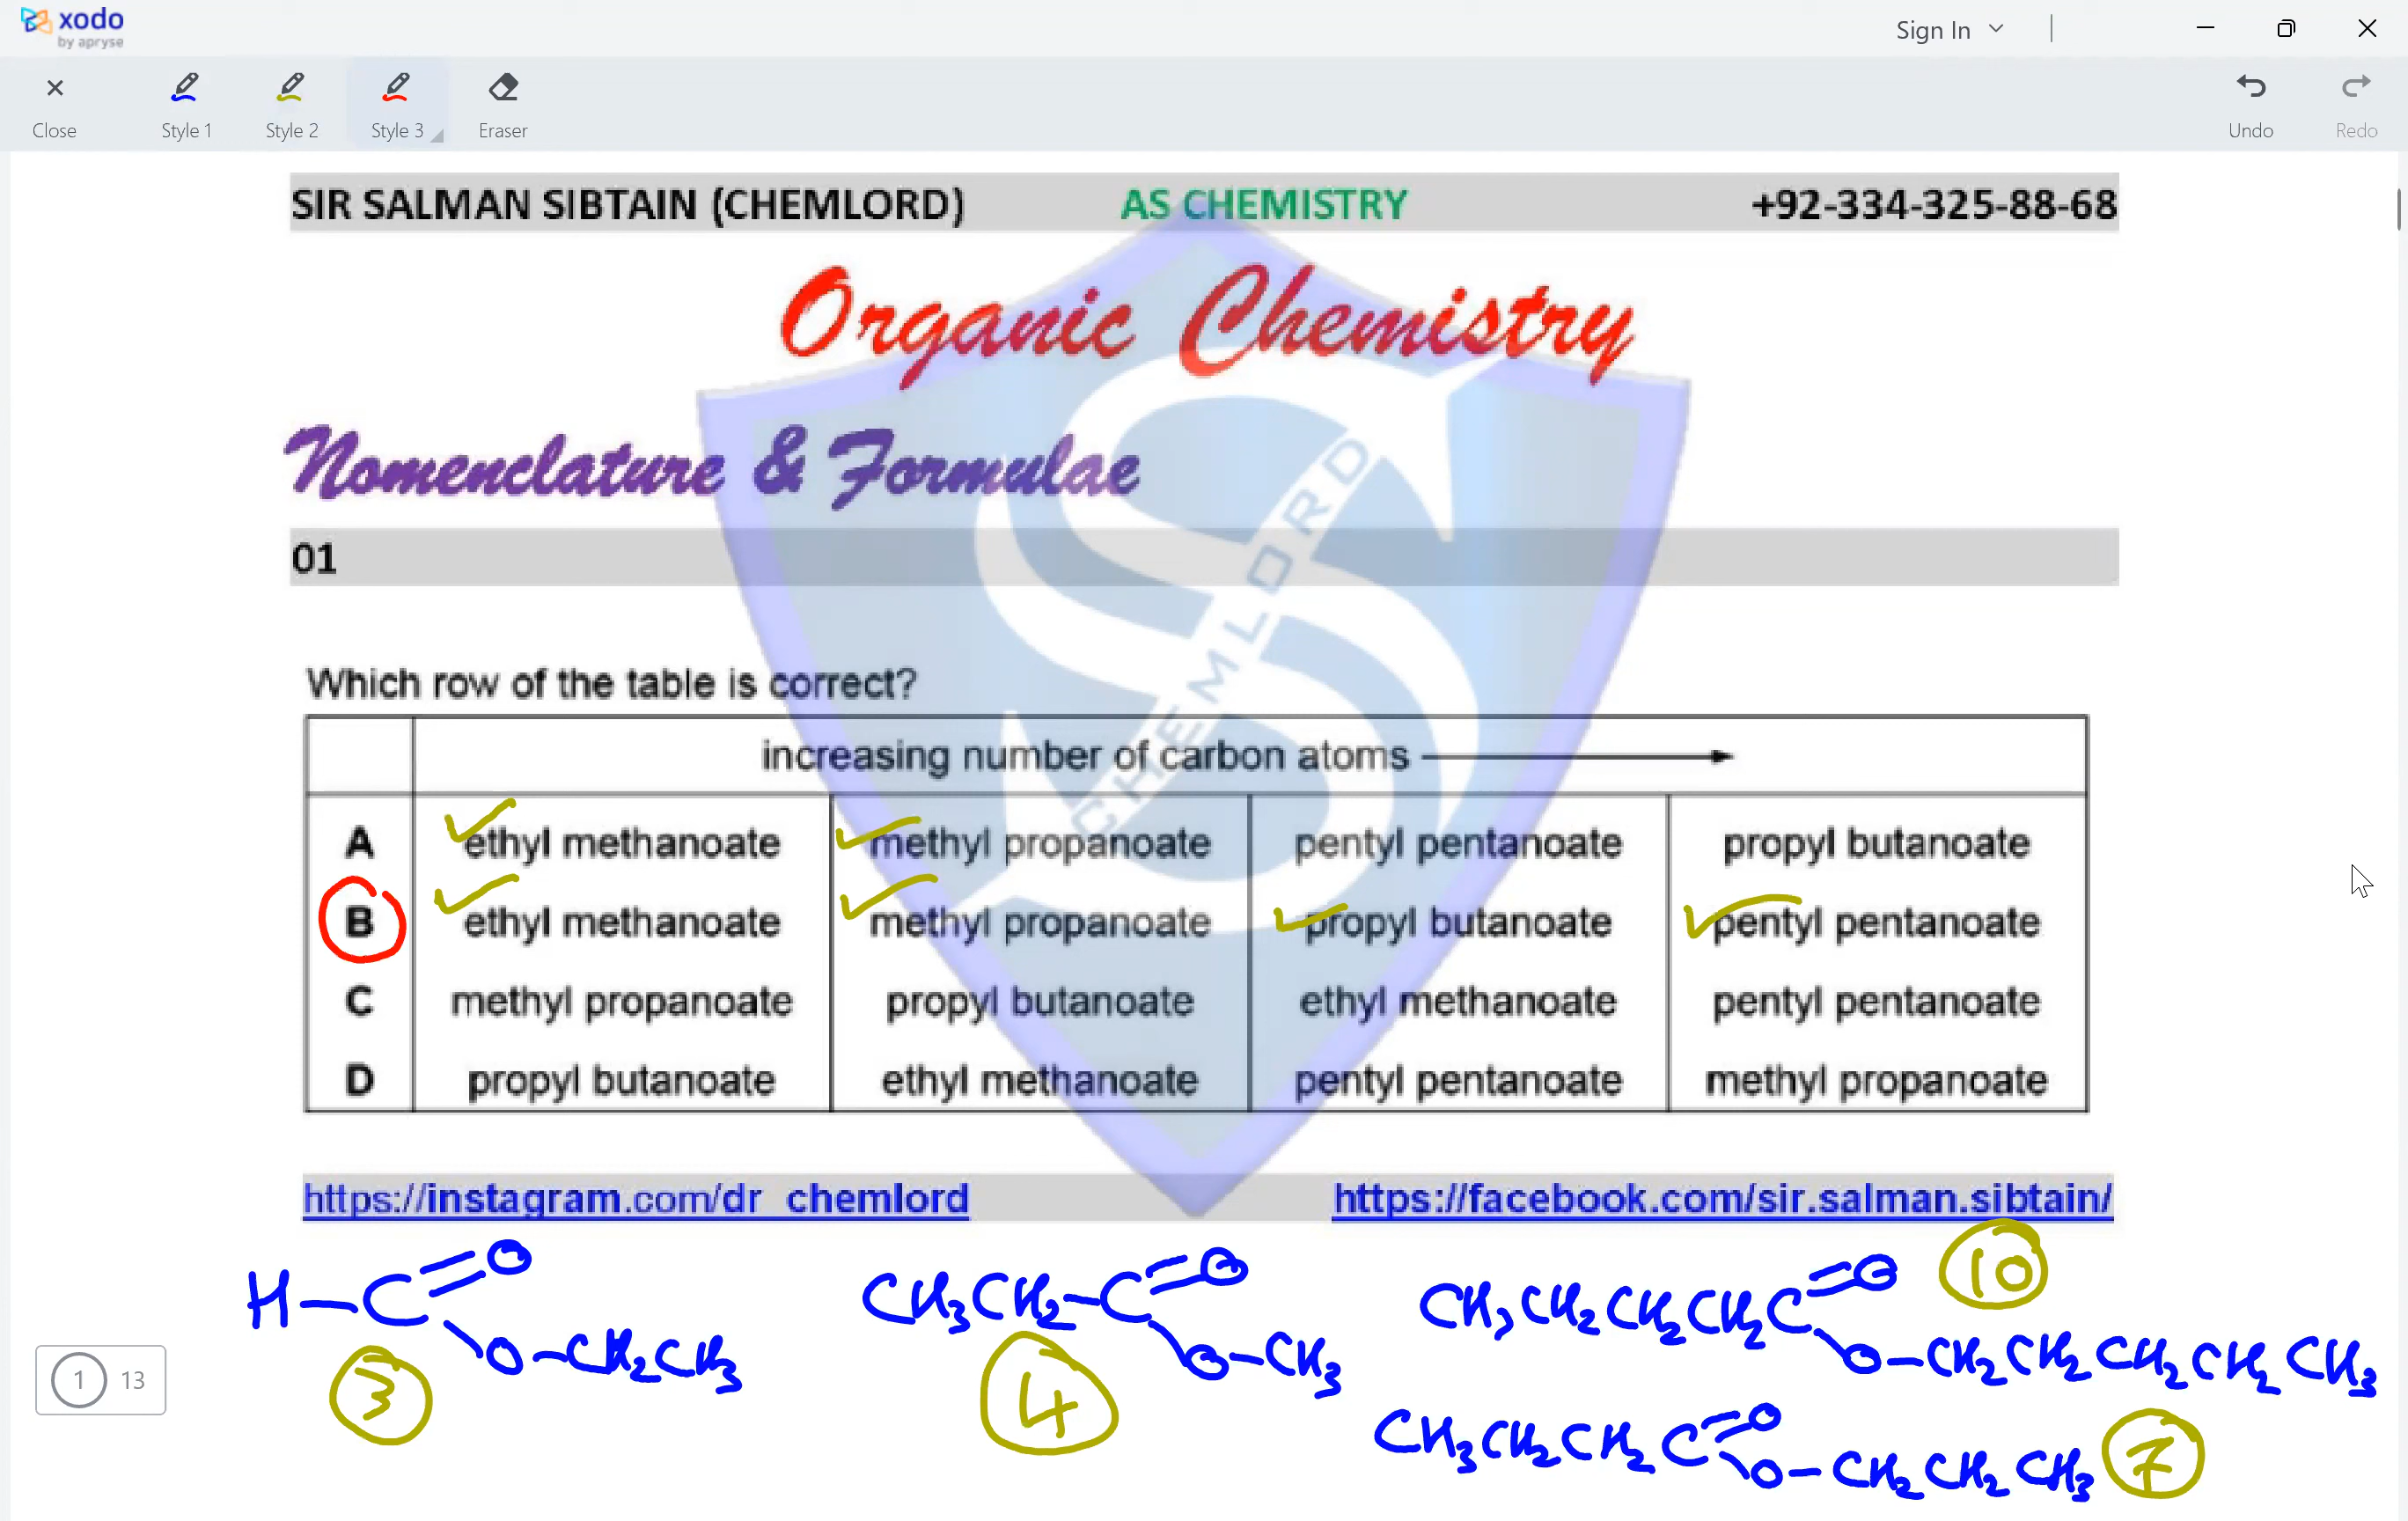 xodo
by apryse
Sign In
Close Style 1 Style 2 Style 3 Eraser Undo Redo
SIR SALMAN SIBTAIN (CHEMLORD) AS CHEMISTRY +92-334-325-88-68
Organic Chemistry
Nomenclature & Formulae
01
CHEMLORD
Which row of the table is correct?
increasing number of carbon atoms
A ethyl methanoate methyl propanoate pentyl pentanoate propyl butanoate
B ethyl methanoate methyl propanoate propyl butanoate pentyl pentanoate
C methyl propanoate propyl butanoate ethyl methanoate pentyl pentanoate
D propyl butanoate ethyl methanoate pentyl pentanoate methyl propanoate
https://instagram.com/dr_chemlord https://facebook.com/sir.salman.sibtain/
H-C=O
O-CH2CH3
3
CH3CH2-C=O
O-CH3
4
CH3CH2CH2CH2C=O 10
O-CH2CH2CH2CH2CH3
CH3CH2CH2C=O
O-CH2CH2CH3 7
1 13